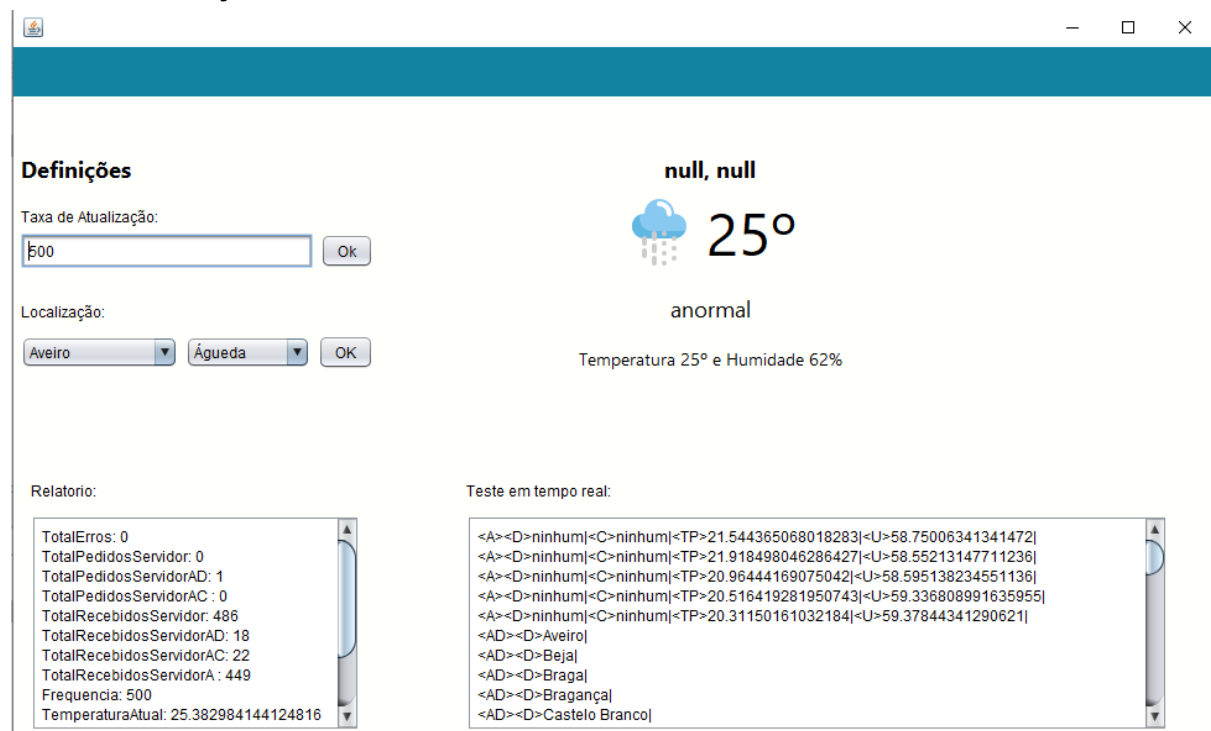 Definições
Taxa de Atualização:
500
Ok
Localização:
Aveiro
Águeda
OK
null, null
25º
anormal
Temperatura 25º e Humidade 62%
Relatorio:
TotalErros: 0
TotalPedidosServidor: 0
TotalPedidosServidorAD: 1
TotalPedidosServidorAC : 0
TotalRecebidosServidor: 486
TotalRecebidosServidorAD: 18
TotalRecebidosServidorAC: 22
TotalRecebidosServidorA : 449
Frequencia: 500
TemperaturaAtual: 25.382984144124816
Teste em tempo real:
<A><D>ninhum|<C>ninhum|<TP>21.544365068018283|<U>58.75006341341472|
<A><D>ninhum|<C>ninhum|<TP>21.918498046286427|<U>58.55213147711236|
<A><D>ninhum|<C>ninhum|<TP>20.96444169075042|<U>58.595138234551136|
<A><D>ninhum|<C>ninhum|<TP>20.516419281950743|<U>59.336808991635955|
<A><D>ninhum|<C>ninhum|<TP>20.31150161032184|<U>59.37844341290621|
<AD><D>Aveiro|
<AD><D>Beja|
<AD><D>Braga|
<AD><D>Bragança|
<AD><D>Castelo Branco|